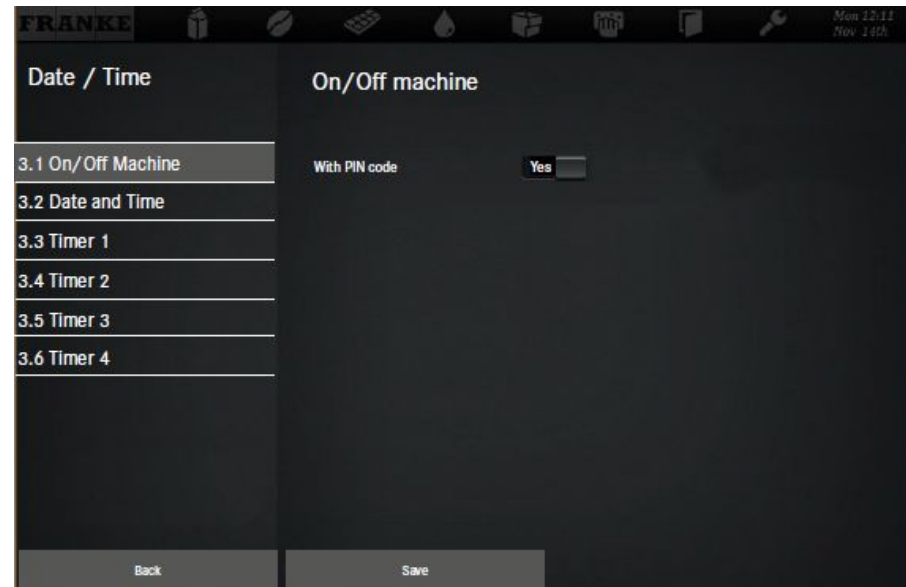 FRANKE
Mon 12:11
Nov 14th
Date / Time
On/Off machine
3.1 On/Off Machine
With PIN code
Yes
3.2 Date and Time
3.3 Timer 1
3.4 Timer 2
3.5 Timer 3
3.6 Timer 4
Back
Save